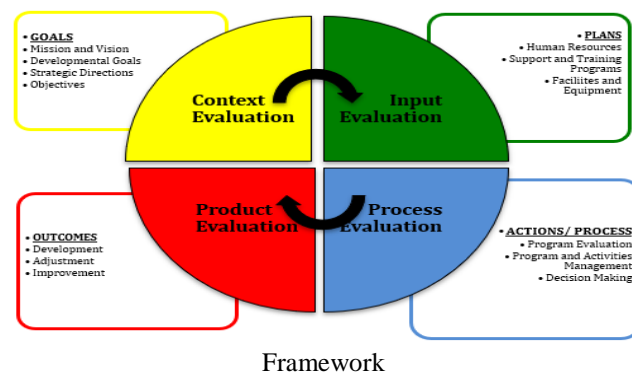 • GOALS
• Mission and Vision
• Developmental Goals
• Strategic Directions
• Objectives
• PLANS
• Human Resources
• Support and Training
Programs
• Faciliites and
Equipment
Context
Evaluation
Input
Evaluation
Product
Evaluation
Process
Evaluation
• OUTCOMES
• Development
• Adjustment
• Improvement
• ACTIONS/ PROCESS
• Program Evaluation
• Program and Activities
Management
• Decision Making
Framework